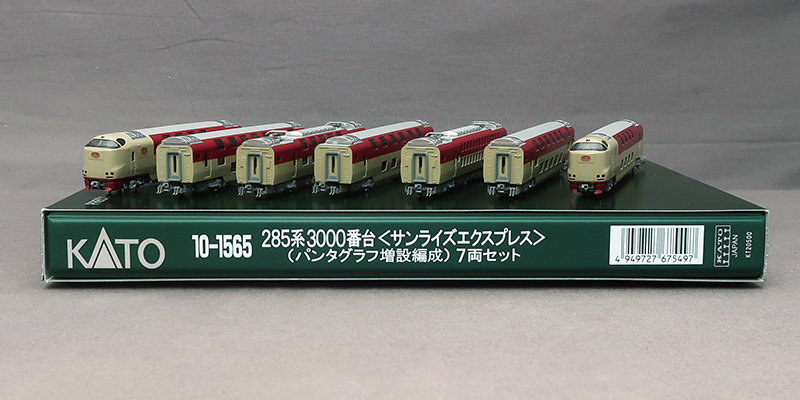 KATO
10-1565
285系3000番台<サンライズエクスプレス>
(パンタグラフ増設編成)7両セット
4 949727 675497
KATO
JAPAN
KT20500